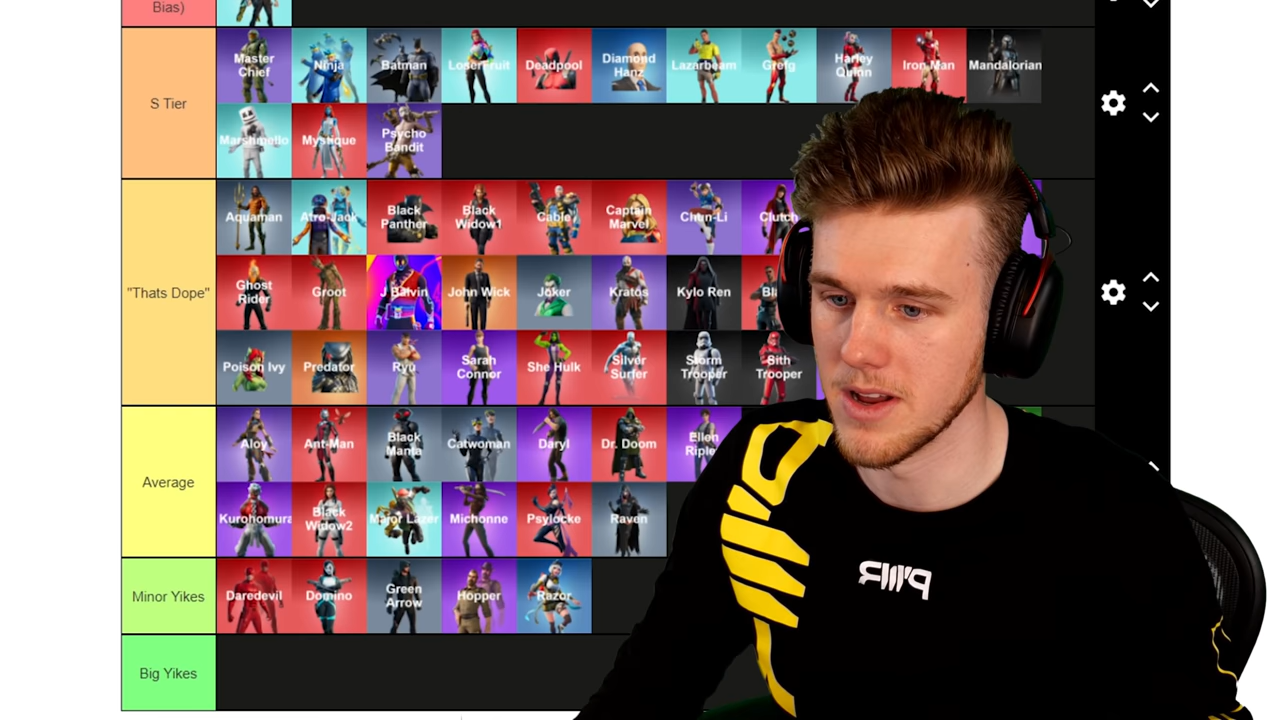 Bias)
S Tier
Master
Chief
Ninja
Batman
LoserFruit
Deadpool
Diamond
Hanz
Lazarbeam
Grefg
Harley
Quinn
Iron Man
Mandalorian
Marshmello
Mystique
Psycho
Bandit
"Thats Dope"
Aquaman
Afro-Jack
Black
Panther
Black
Widow1
Cable
Captain
Marvel
Chun-Li
Clutch
Ghost
Rider
Groot
J Balvin
John Wick
Joker
Kratos
Kylo Ren
Poison Ivy
Predator
Ryu
Sarah
Connor
She Hulk
Silver
Surfer
Storm
Trooper
Sith
Trooper
Average
Aloy
Ant-Man
Black
Manta
Catwoman
Daryl
Dr. Doom
Ellen
Kurohomura
Black
Widow2
Major Lazer
Michonne
Psylocke
Raven
Minor Yikes
Daredevil
Domino
Green
Arrow
Hopper
Razor
Big Yikes